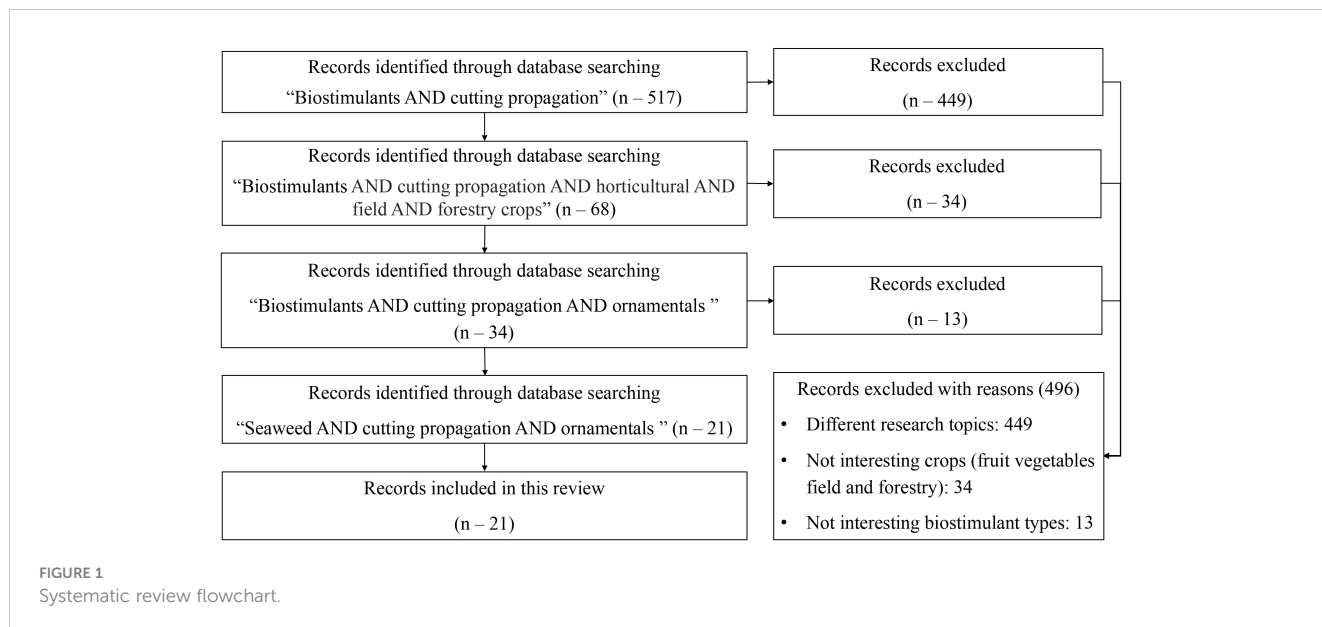 Records identified through database searching
“Biostimulants AND cutting propagation” (n – 517)
Records excluded
(n – 449)
Records identified through database searching
“Biostimulants AND cutting propagation AND horticultural AND
field AND forestry crops” (n – 68)
Records excluded
(n – 34)
Records identified through database searching
“Biostimulants AND cutting propagation AND ornamentals ”
(n – 34)
Records excluded
(n – 13)
Records identified through database searching
“Seaweed AND cutting propagation AND ornamentals ” (n – 21)
Records included in this review
(n – 21)
Records excluded with reasons (496)
• Different research topics: 449
• Not interesting crops (fruit vegetables
field and forestry): 34
• Not interesting biostimulant types: 13
FIGURE 1
Systematic review flowchart.